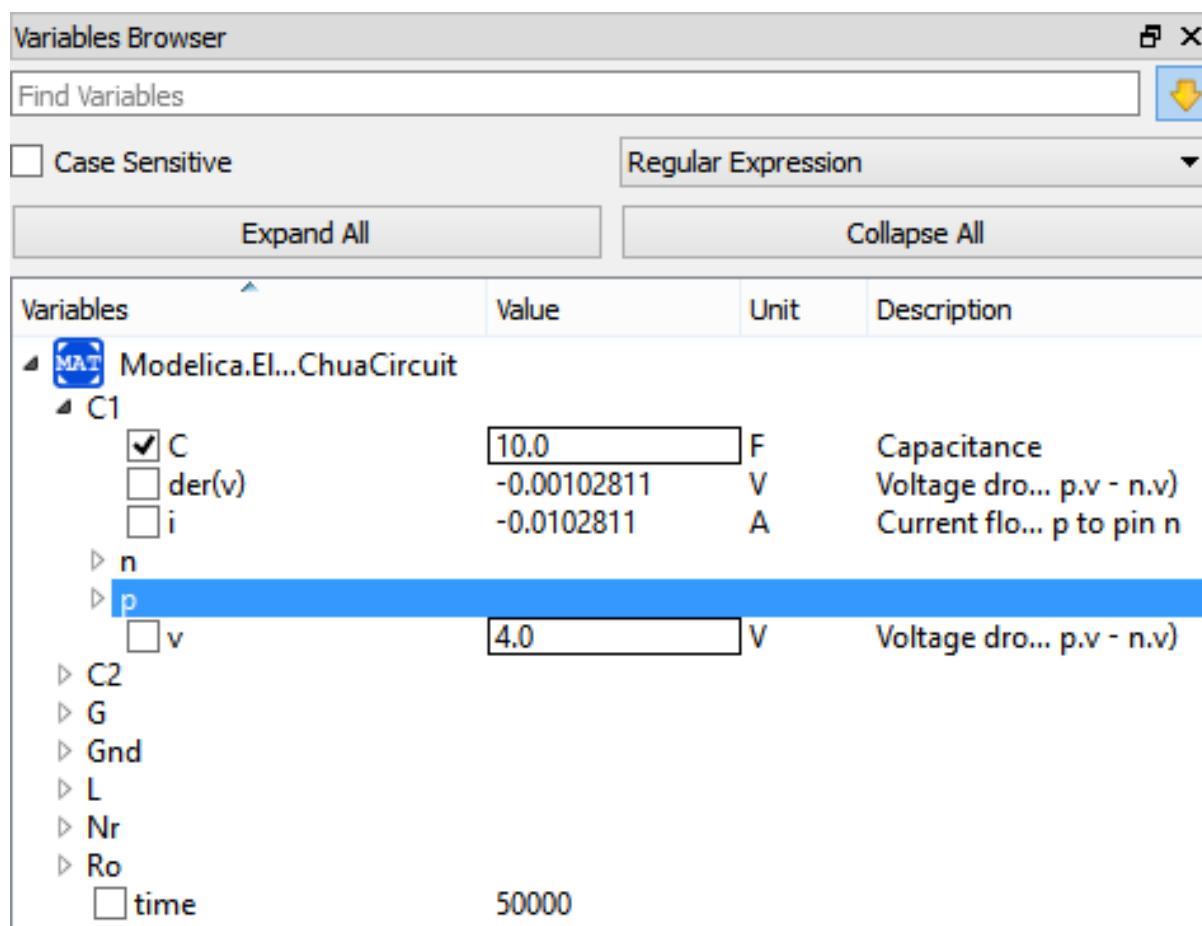 Variables Browser
Find Variables
Case Sensitive Regular Expression
Expand All Collapse All
Variables Value Unit Description
MAT Modelica.El...ChuaCircuit
C1
C 10.0 F Capacitance
der(v) -0.00102811 V Voltage dro... p.v - n.v)
i -0.0102811 A Current flo... p to pin n
n
p
v 4.0 V Voltage dro... p.v - n.v)
C2
G
Gnd
L
Nr
Ro
time 50000